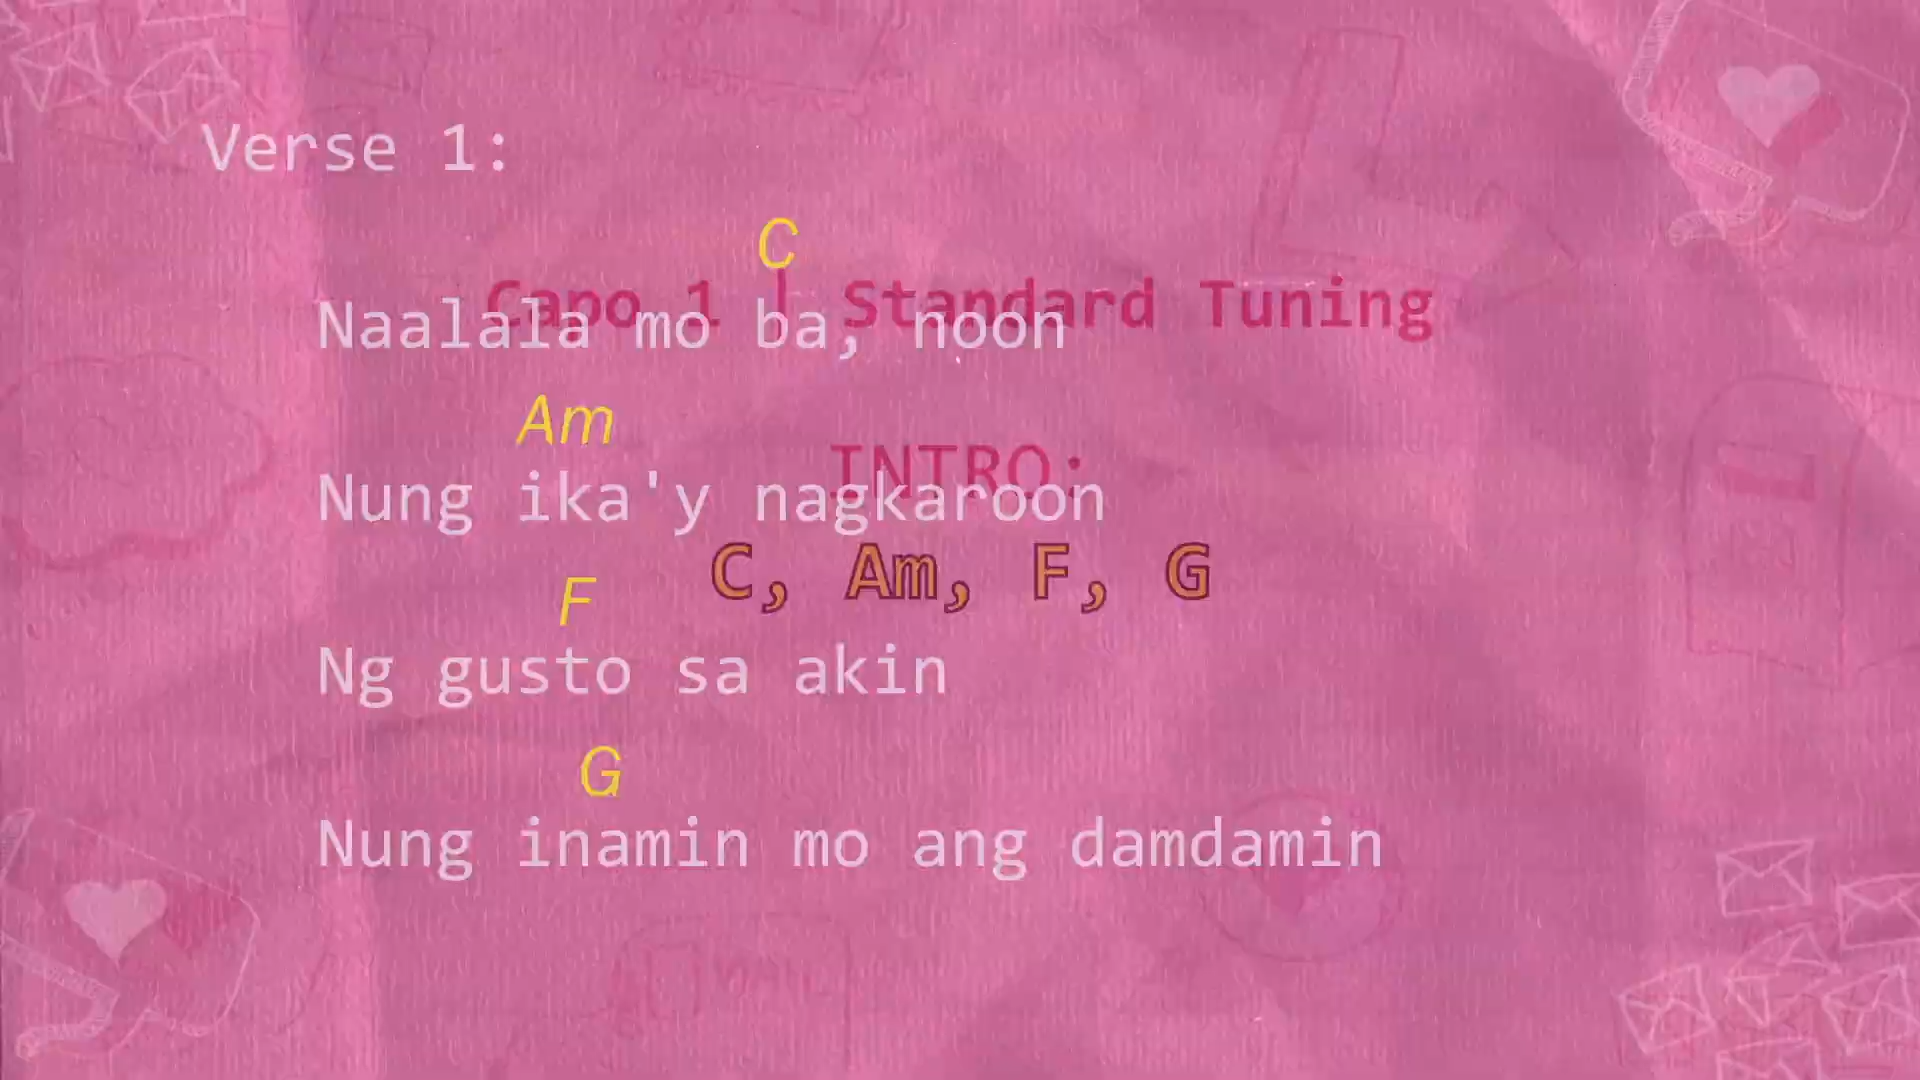 Verse 1:
C
Capo 1 | Standard Tuning
Naalala mo ba, noon
Am
INTRO:
Nung ika'y nagkaroon
C, Am, F, G
F
Ng gusto sa akin
G
Nung inamin mo ang damdamin